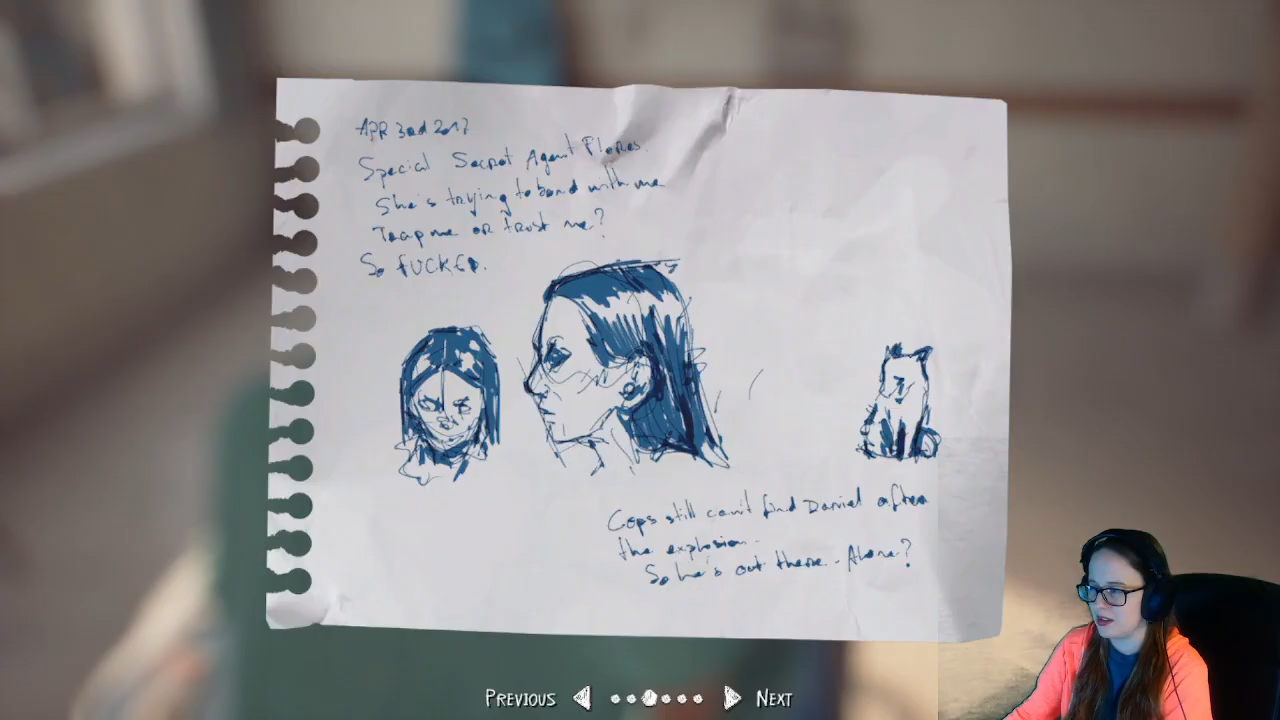 APR 3rd 2017
Special Secret Agent Flores.
She's trying to bond with me
Trap me or trust me?
So FUCKED.
Cops still can't find Daniel after
the explosion..
So he's out there.. Alone?
Previous
Next